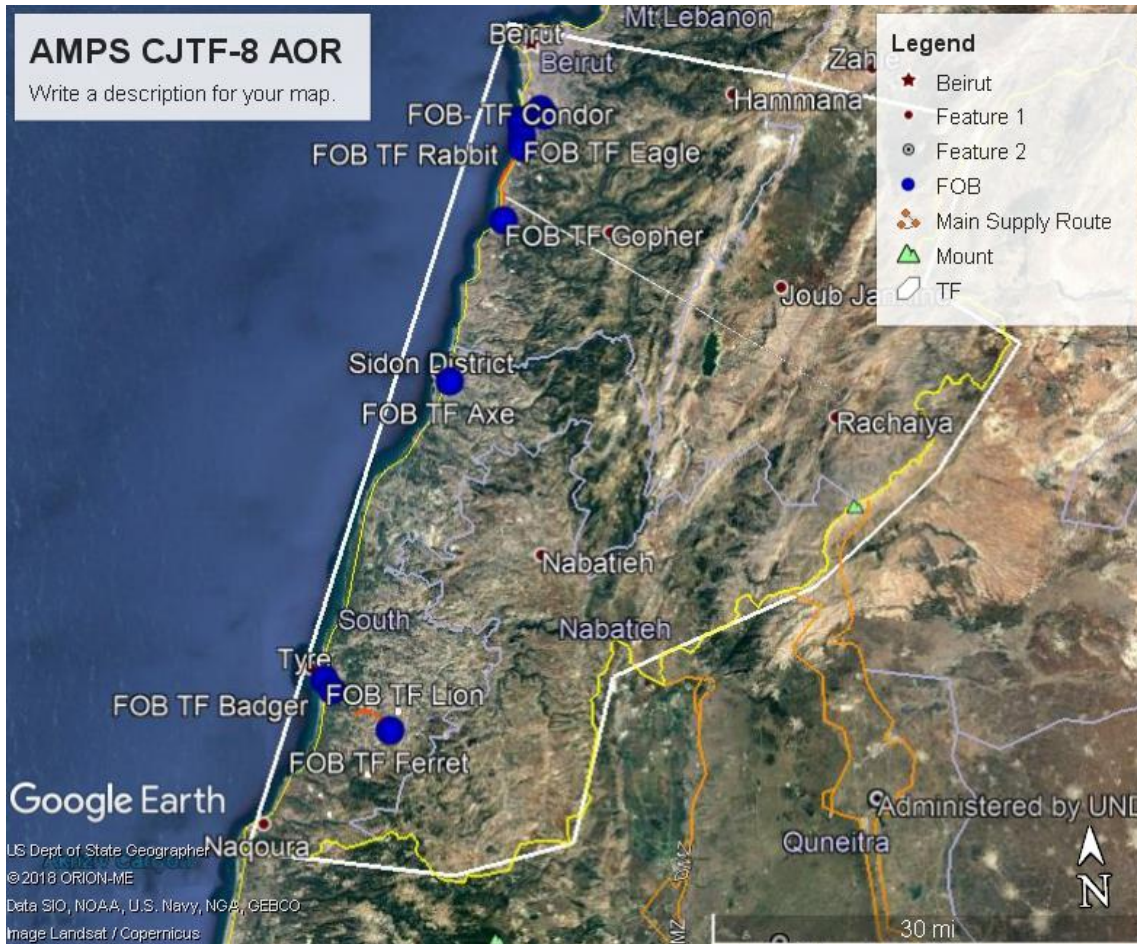 AMPS CJTF-8 AOR
Write a description for your map.
Mt Lebanon
Beirut
Beirut
Hammana
FOB- TF Condor
FOB TF Rabbit
FOB TF Eagle
FOB TF Gopher
Sidon District
FOB TF Axe
Rachaiya
Nabatieh
South
Nabatieh
Tyre
FOB TF Lion
FOB TF Badger
FOB TF Ferret
Naqoura
Administered by UND
Quneitra
Legend
Beirut
Feature 1
Feature 2
FOB
Main Supply Route
Mount
TF
Google Earth
US Dept of State Geographer
© 2018 ORION-ME
Data SIO, NOAA, U.S. Navy, NGA, GEBCO
Image Landsat / Copernicus
N
30 mi